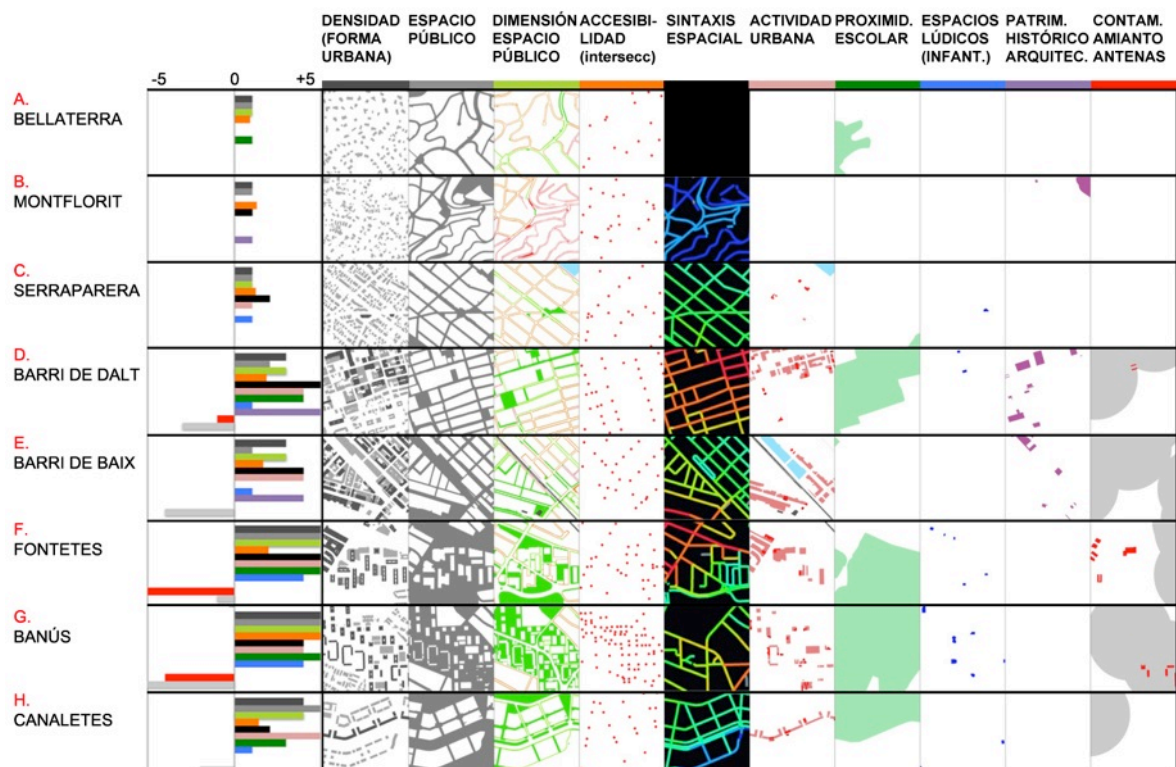 DENSIDAD
(FORMA
URBANA)
ESPACIO
PÚBLICO
DIMENSIÓN
ESPACIO
PÚBLICO
ACCESIBI-
LIDAD
(intersecc)
SINTAXIS
ESPACIAL
ACTIVIDAD
URBANA
PROXIMID.
ESCOLAR
ESPACIOS
LÚDICOS
(INFANT.)
PATRIM.
HISTÓRICO
ARQUITEC.
CONTAM.
AMIANTO
ANTENAS
-5 0 +5
A.
BELLATERRA
B.
MONTFLORIT
C.
SERRAPARERA
D.
BARRI DE DALT
E.
BARRI DE BAIX
F.
FONTETES
G.
BANÚS
H.
CANALETES